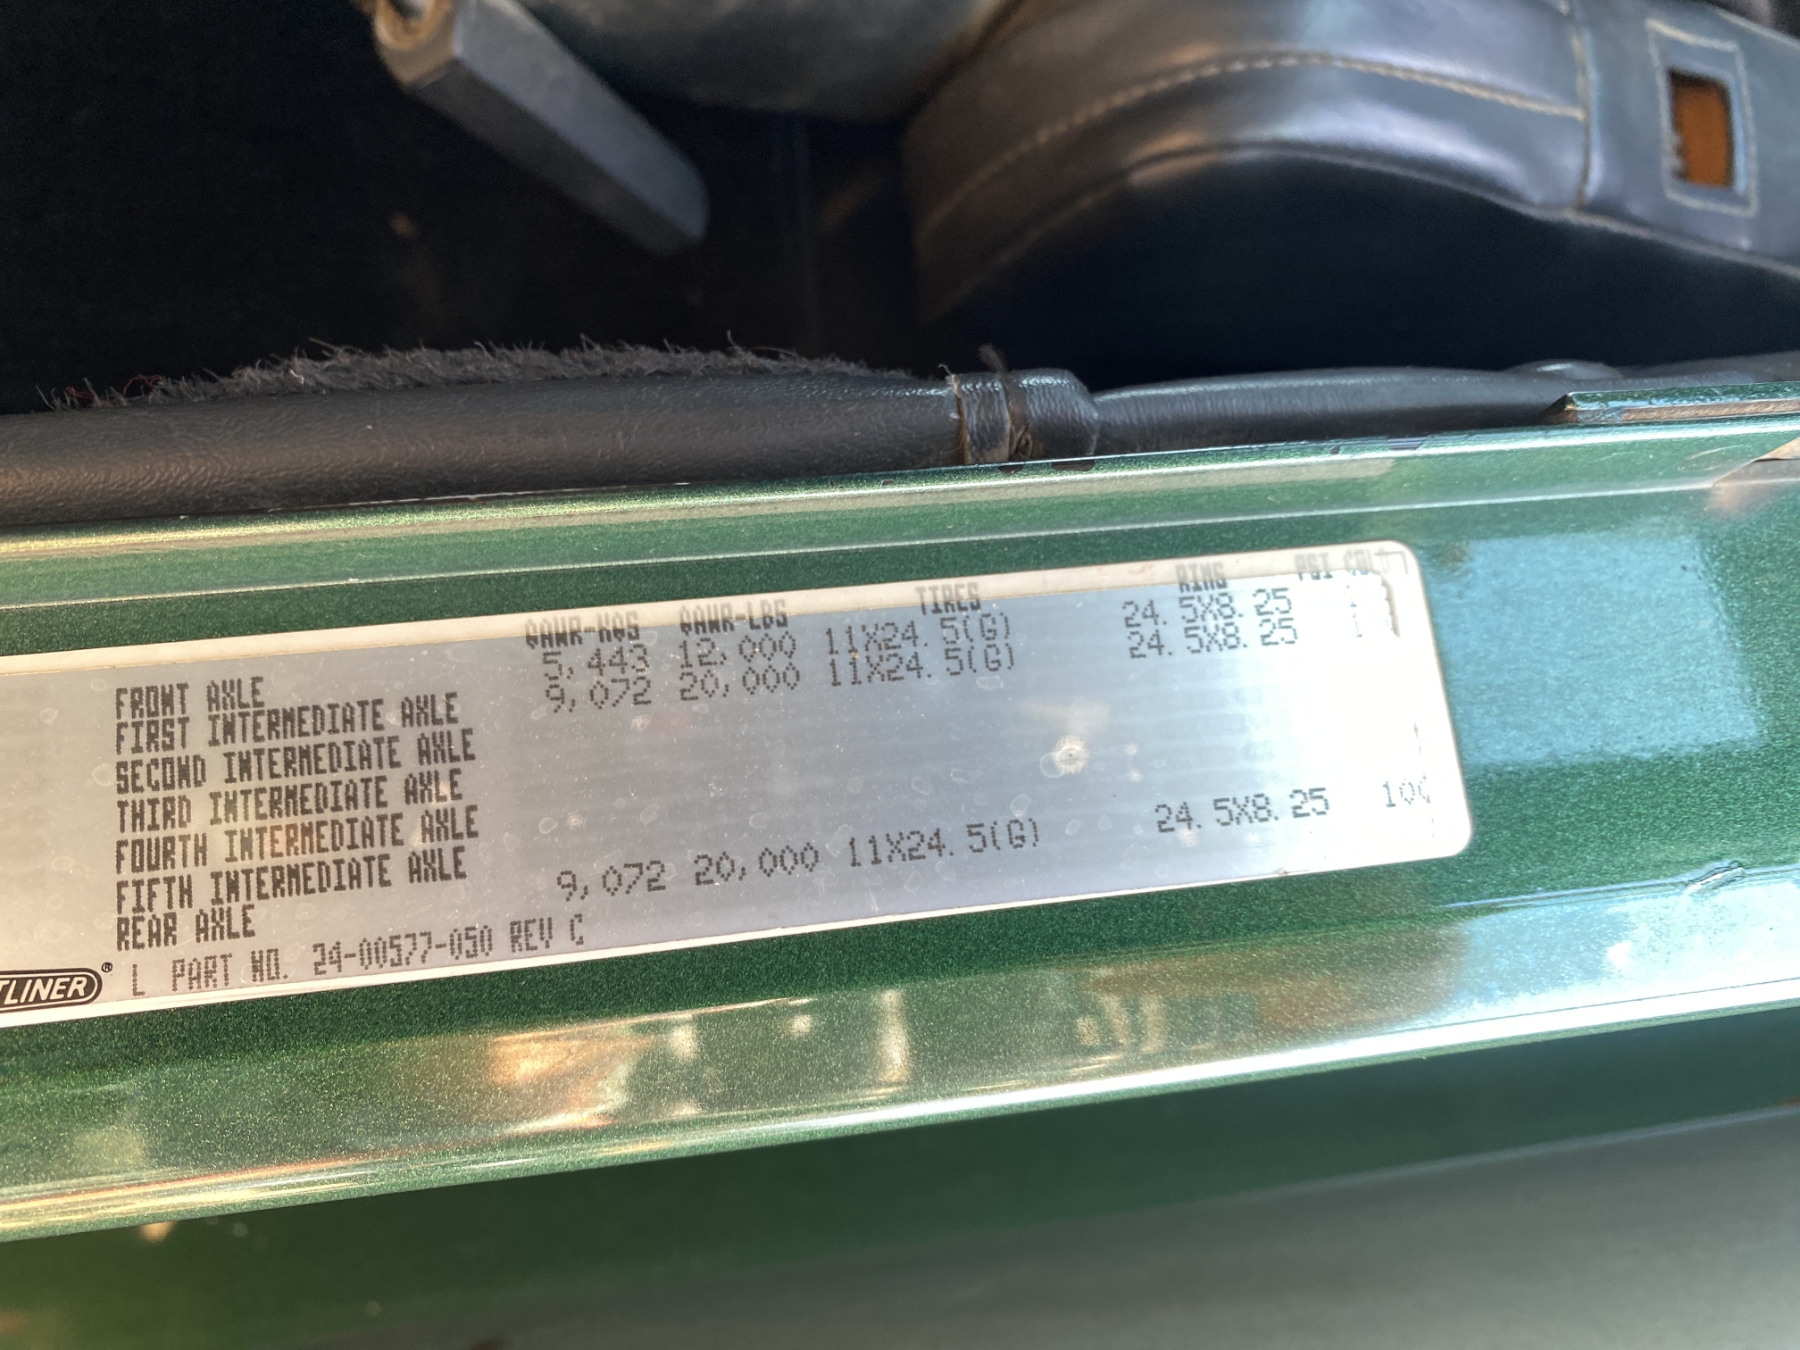 GAWR-KGS GAWR-LBS TIRES RIMS PSI COLD
FRONT AXLE 5,443 12,000 11X24.5(G) 24.5X8.25
FIRST INTERMEDIATE AXLE 9,072 20,000 11X24.5(G) 24.5X8.25
SECOND INTERMEDIATE AXLE
THIRD INTERMEDIATE AXLE
FOURTH INTERMEDIATE AXLE
FIFTH INTERMEDIATE AXLE
REAR AXLE 9,072 20,000 11X24.5(G) 24.5X8.25
TLINER® L PART NO. 24-00577-050 REV C